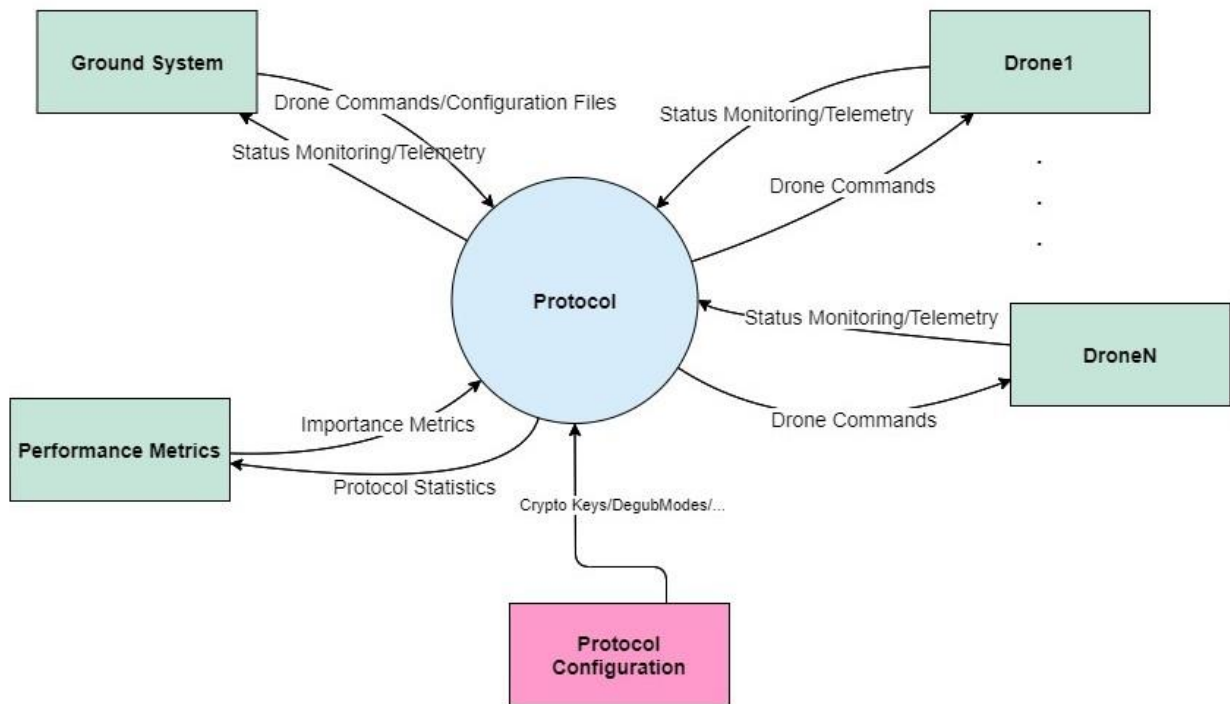 Ground System
Drone1
Drone Commands/Configuration Files
Status Monitoring/Telemetry
Status Monitoring/Telemetry
Drone Commands
Protocol
Status Monitoring/Telemetry
DroneN
Drone Commands
Importance Metrics
Performance Metrics
Protocol Statistics
Crypto Keys/DegubModes/...
Protocol
Configuration